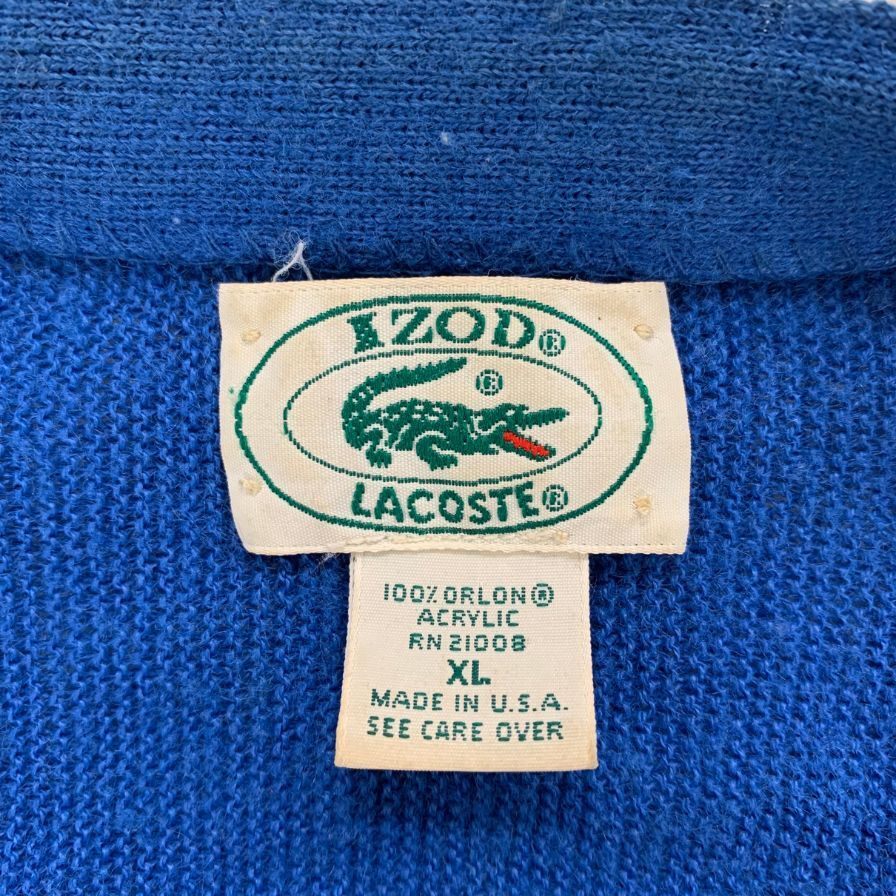 IZOD®
®
LACOSTE®
100% ORLON®
ACRYLIC
RN 21008
XL
MADE IN U.S.A.
SEE CARE OVER